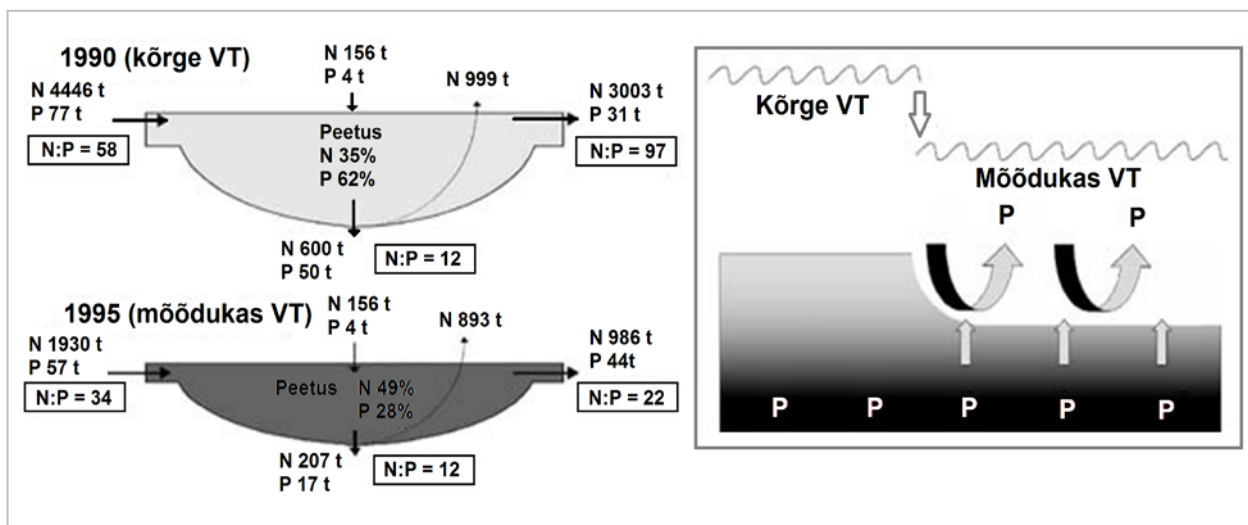 1990 (kõrge VT)
N 156 t
P 4 t
N 999 t
N 4446 t
P 77 t
N:P = 58
N 3003 t
P 31 t
N:P = 97
Peetus
N 35%
P 62%
N 600 t
P 50 t
N:P = 12
1995 (mõõdukas VT)
N 156 t
P 4t
N 893 t
N 1930 t
P 57 t
N:P = 34
N 986 t
P 44t
N:P = 22
Peetus N 49%
P 28%
N 207 t
P 17 t
N:P = 12
Kõrge VT
Mõõdukas VT
P P
P P P P P